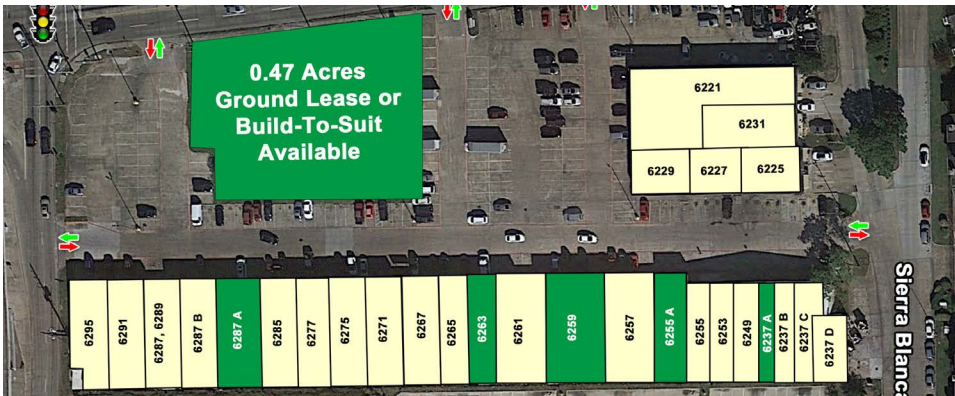 0.47 Acres
Ground Lease or
Build-To-Suit
Available
6221
6231
6229
6227
6225
6295
6291
6287, 6289
6287 B
6287 A
6285
6277
6275
6271
6267
6265
6263
6261
6259
6257
6255 A
6255
6253
6249
6237 A
6237 B
6237 C
6237 D
Sierra Blanca